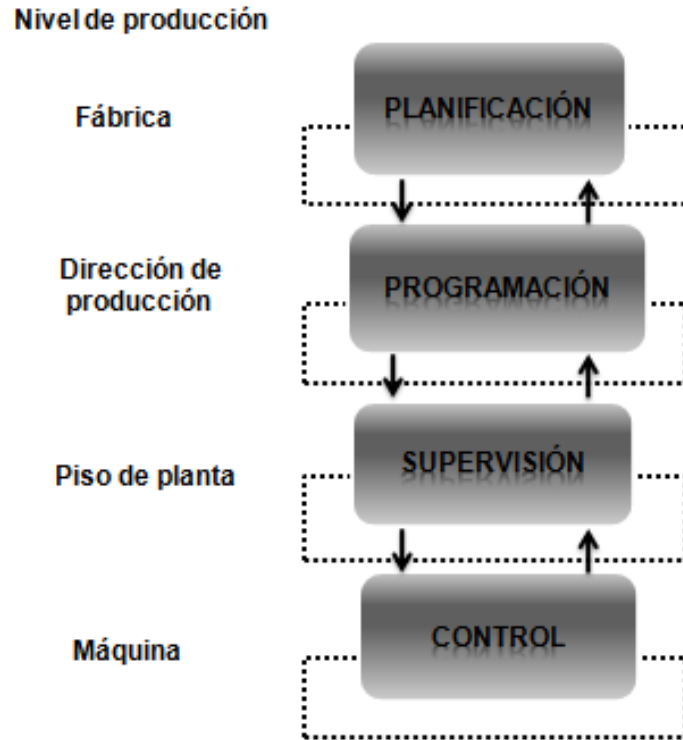 Nivel de producción
Fábrica
PLANIFICACIÓN
Dirección de
producción
PROGRAMACIÓN
Piso de planta
SUPERVISIÓN
Máquina
CONTROL